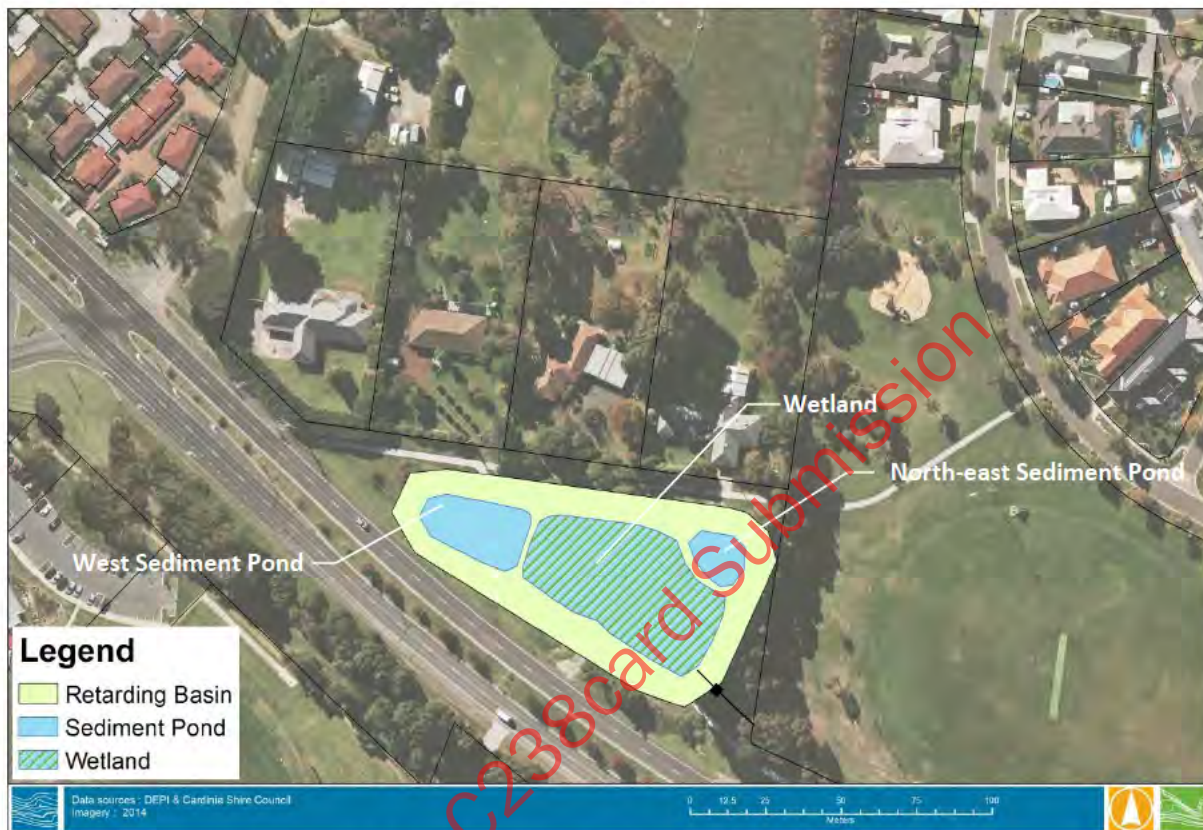 Wetland
North-east Sediment Pond
West Sediment Pond
C238card Submission
Legend
Retarding Basin
Sediment Pond
Wetland
Data sources : DEPI & Cardinia Shire Council
Imagery : 2014
0 12.5 25 50 75 100
Meters